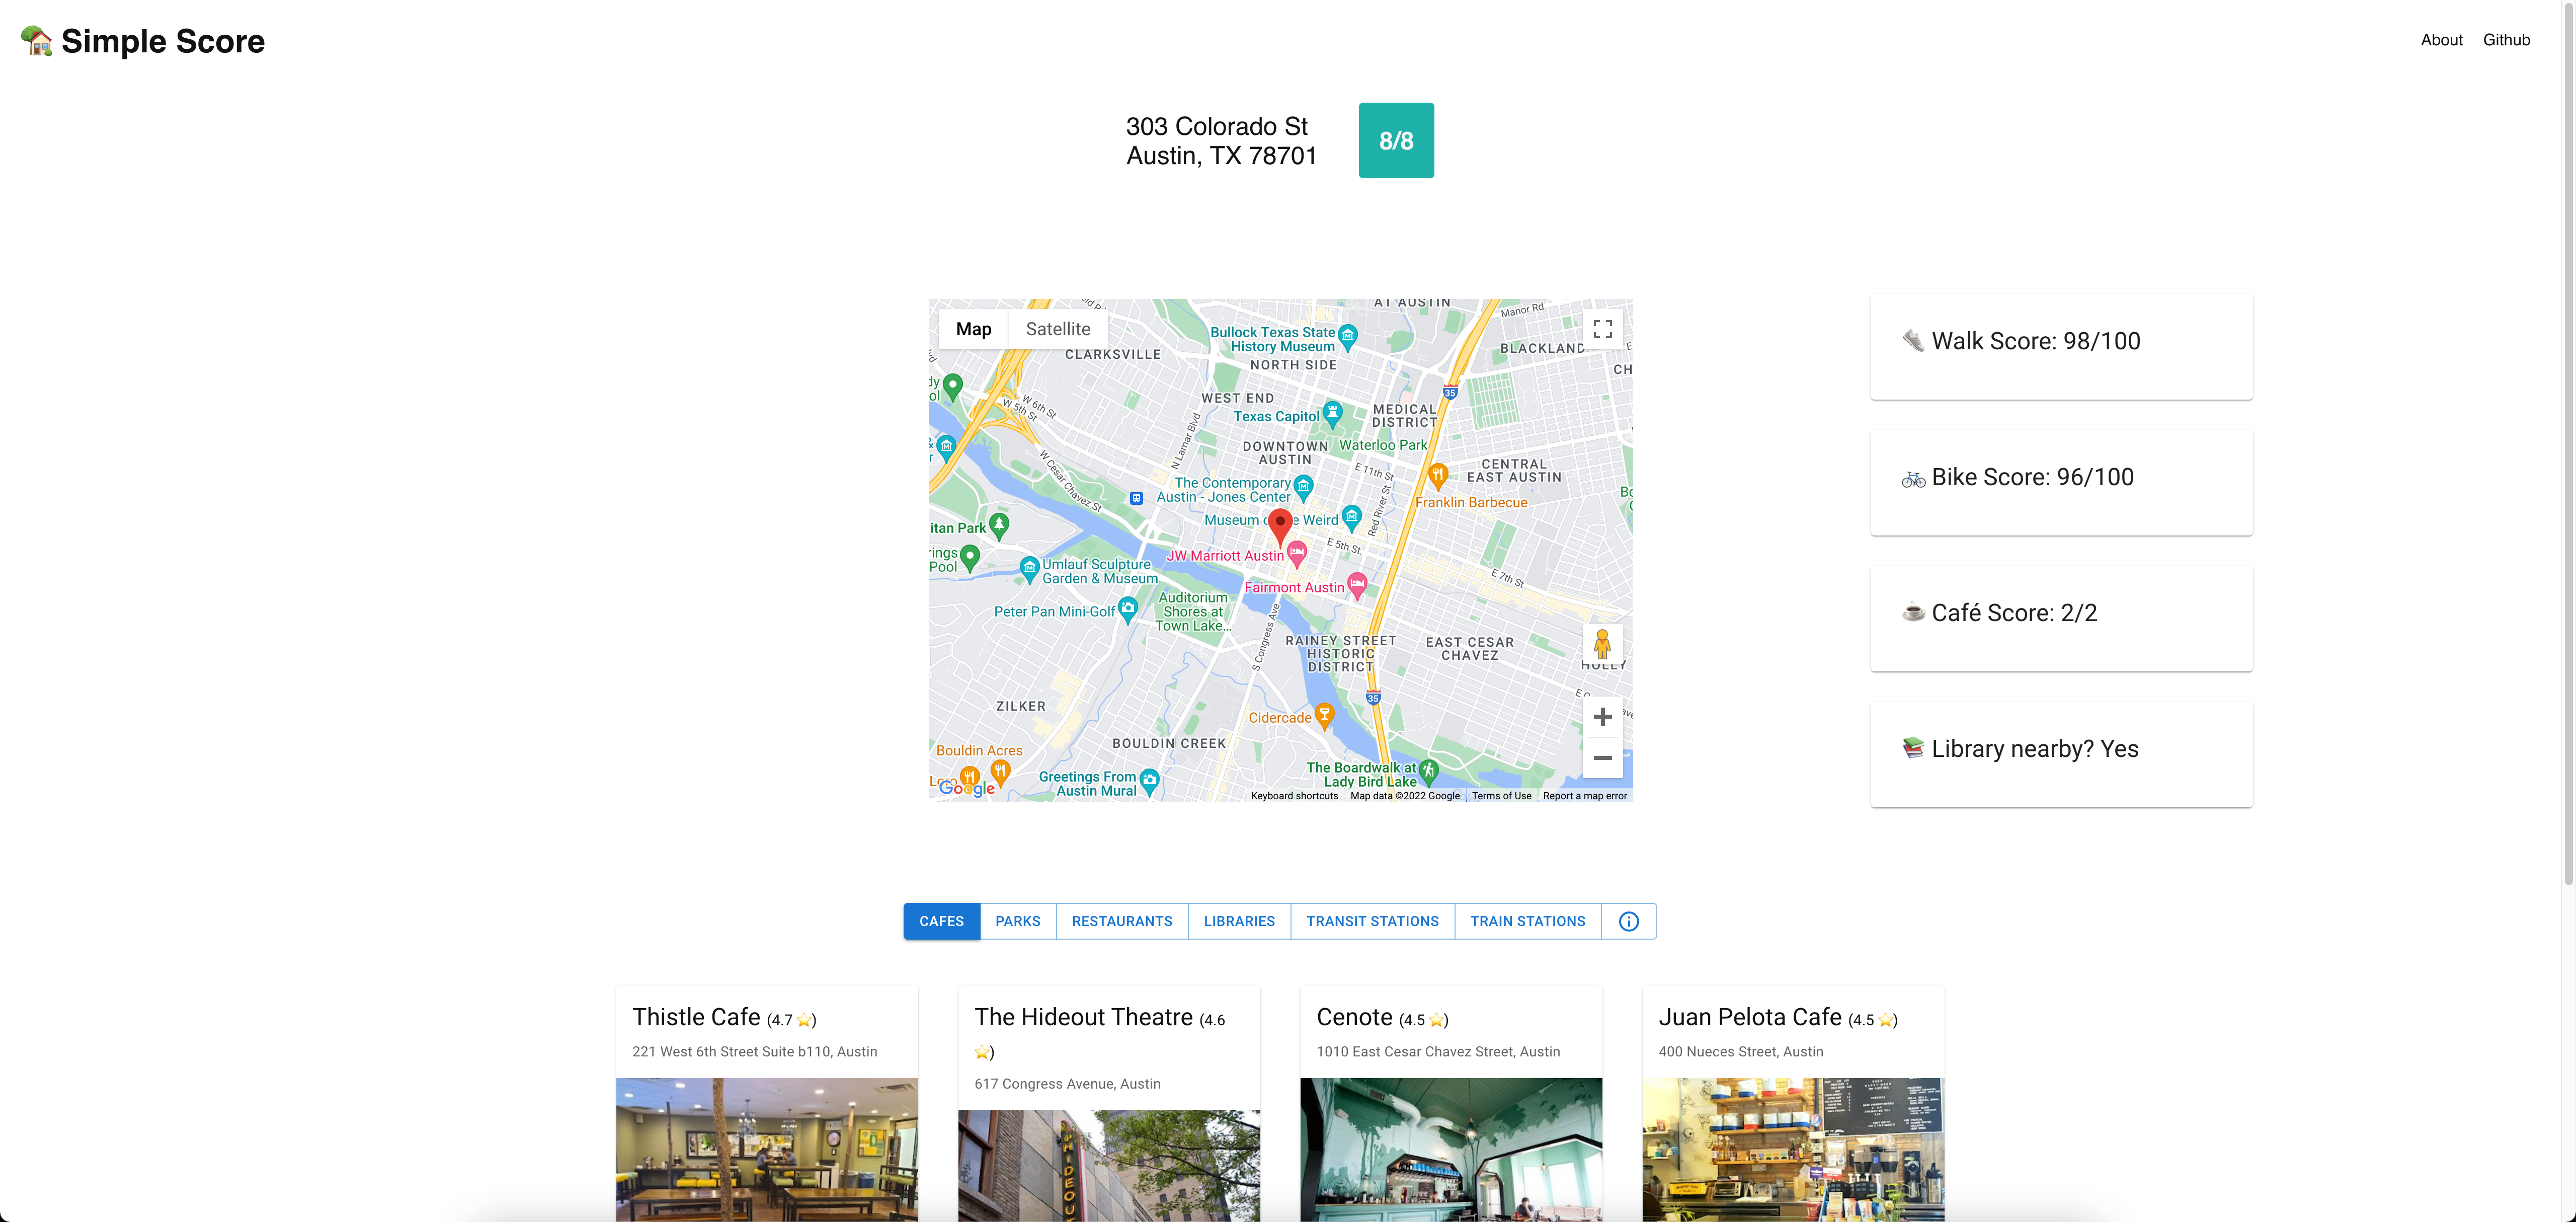 Simple Score
About
Github
303 Colorado St
Austin, TX 78701
8/8
Map
Satellite
AT AUSTIN
Manor Rd
Bullock Texas State
History Museum
CLARKSVILLE
BLACKLAND
NORTH SIDE
CH
W 6th St
W 5th St
WEST END
Texas Capitol
MEDICAL
DISTRICT
N Lamar Blvd
DOWNTOWN
AUSTIN
Waterloo Park
W Cesar Chavez St
E 11th St
CENTRAL
EAST AUSTIN
35
The Contemporary
Austin - Jones Center
Red River St
Franklin Barbecue
Museum
Weird
litan Park
E 5th St
JW Marriott Austin
rings
Pool
Umlauf Sculpture
Garden & Museum
E 7th St
Fairmont Austin
Peter Pan Mini-Golf
Auditorium
Shores at
Town Lake...
S Congress Ave
RAINEY STREET
HISTORIC
DISTRICT
EAST CESAR
CHAVEZ
HOLLY
35
ZILKER
Cidercade
BOULDIN CREEK
Bouldin Acres
Greetings From
Austin Mural
The Boardwalk at
Lady Bird Lake
Google
Keyboard shortcuts
Map data ©2022 Google
Terms of Use
Report a map error
Walk Score: 98/100
Bike Score: 96/100
Café Score: 2/2
Library nearby? Yes
CAFES
PARKS
RESTAURANTS
LIBRARIES
TRANSIT STATIONS
TRAIN STATIONS
Thistle Cafe (4.7 ⭐)
221 West 6th Street Suite b110, Austin
The Hideout Theatre (4.6
⭐)
617 Congress Avenue, Austin
HIDEOU
Cenote (4.5 ⭐)
1010 East Cesar Chavez Street, Austin
Juan Pelota Cafe (4.5 ⭐)
400 Nueces Street, Austin